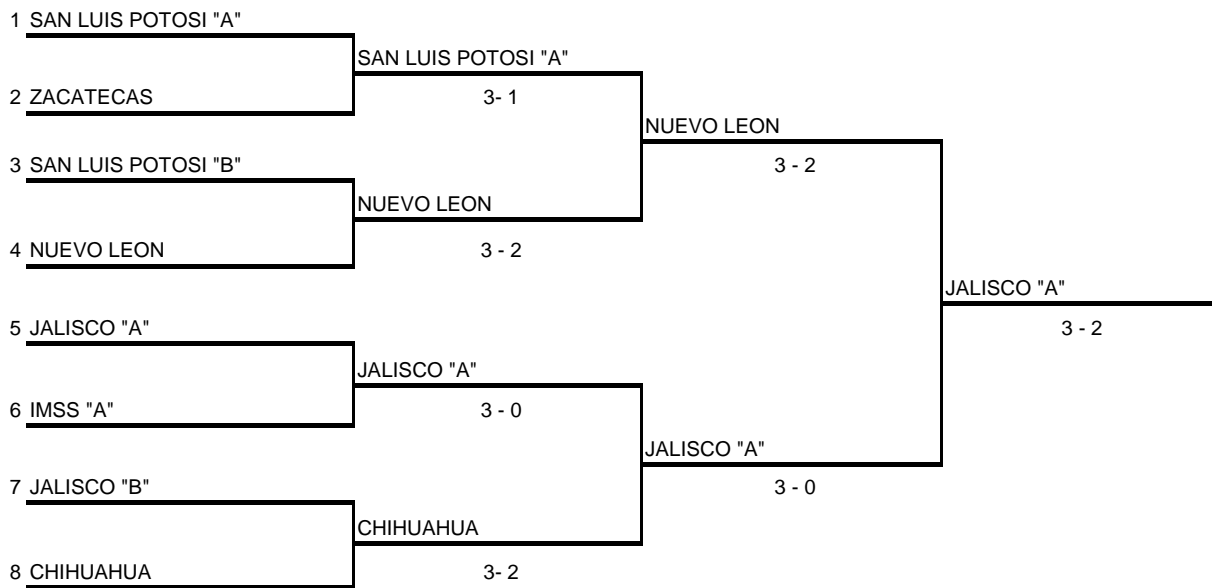 1 SAN LUIS POTOSI "A"
SAN LUIS POTOSI "A"
2 ZACATECAS
3- 1
NUEVO LEON
3 SAN LUIS POTOSI "B"
3 - 2
NUEVO LEON
4 NUEVO LEON
3 - 2
JALISCO "A"
5 JALISCO "A"
3 - 2
JALISCO "A"
6 IMSS "A"
3 - 0
JALISCO "A"
7 JALISCO "B"
3 - 0
CHIHUAHUA
8 CHIHUAHUA
3- 2